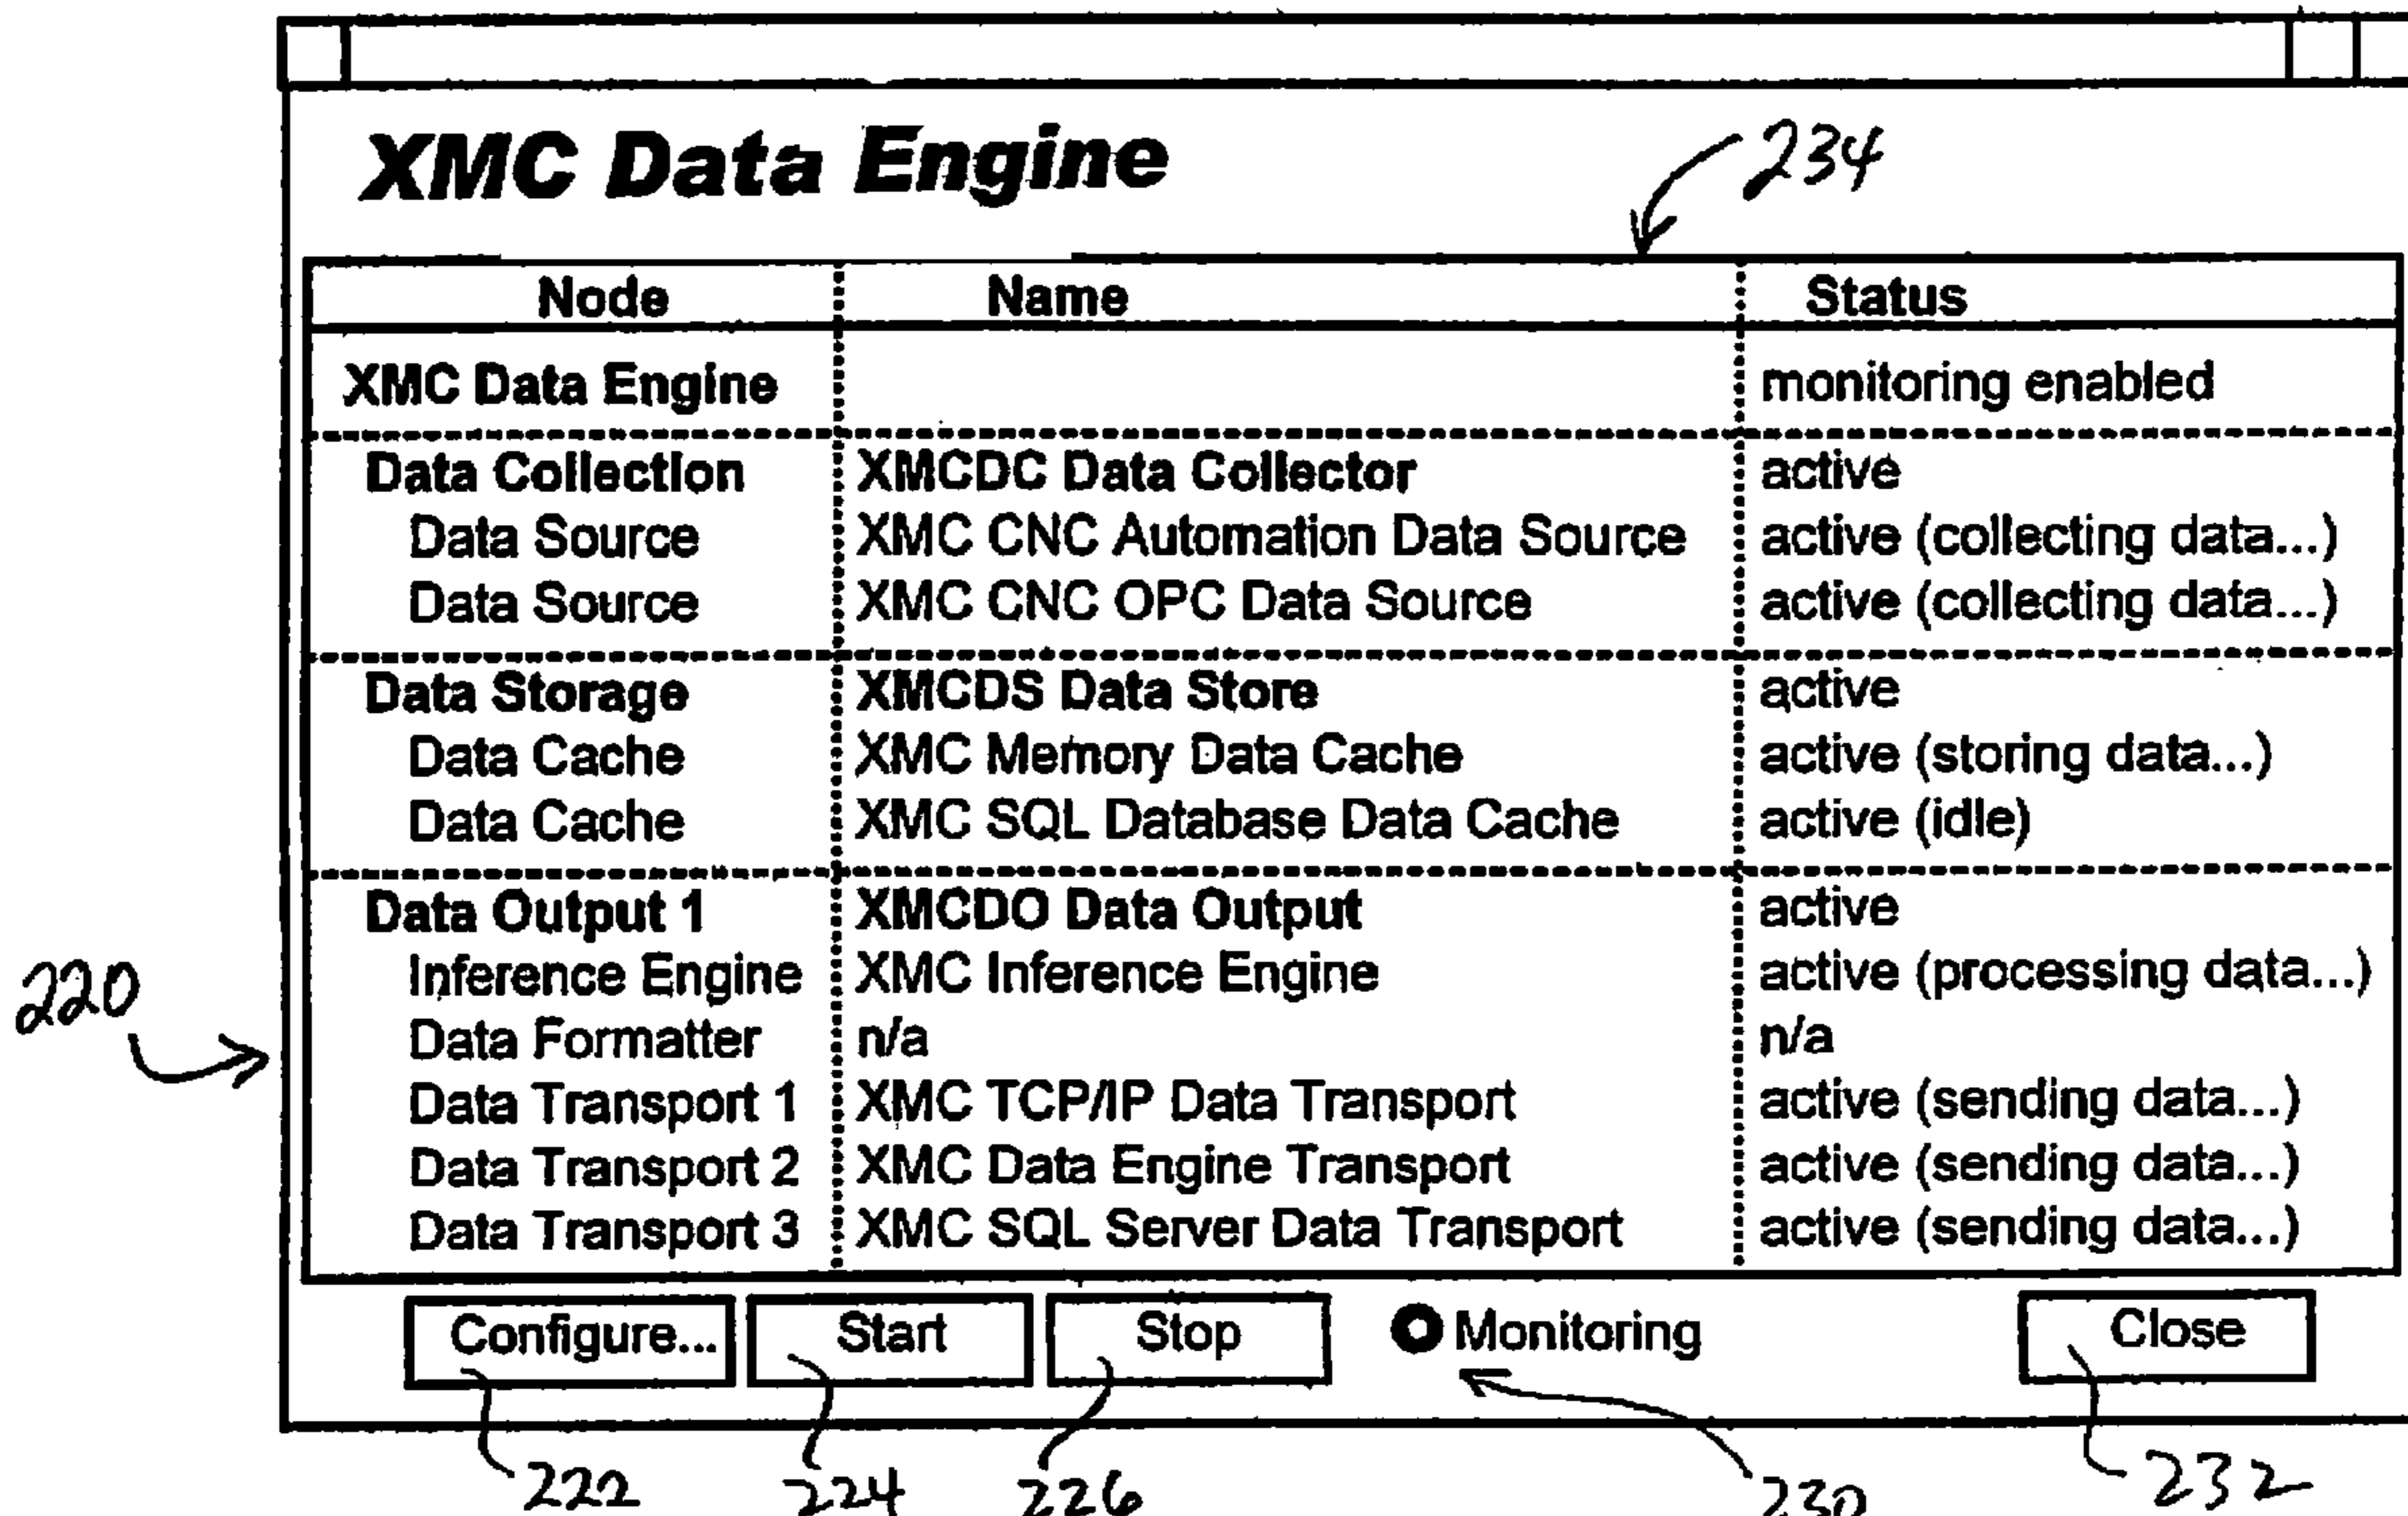 XMC Data Engine
234
Node Name Status
XMC Data Engine monitoring enabled
Data Collection XMCDC Data Collector active
Data Source XMC CNC Automation Data Source active (collecting data...)
Data Source XMC CNC OPC Data Source active (collecting data...)
Data Storage XMCDS Data Store active
Data Cache XMC Memory Data Cache active (storing data...)
Data Cache XMC SQL Database Data Cache active (idle)
Data Output 1 XMCDO Data Output active
Inference Engine XMC Inference Engine active (processing data...)
Data Formatter n/a n/a
Data Transport 1 XMC TCP/IP Data Transport active (sending data...)
Data Transport 2 XMC Data Engine Transport active (sending data...)
Data Transport 3 XMC SQL Server Data Transport active (sending data...)
220
Configure... Start Stop Monitoring Close
222 224 226 230 232